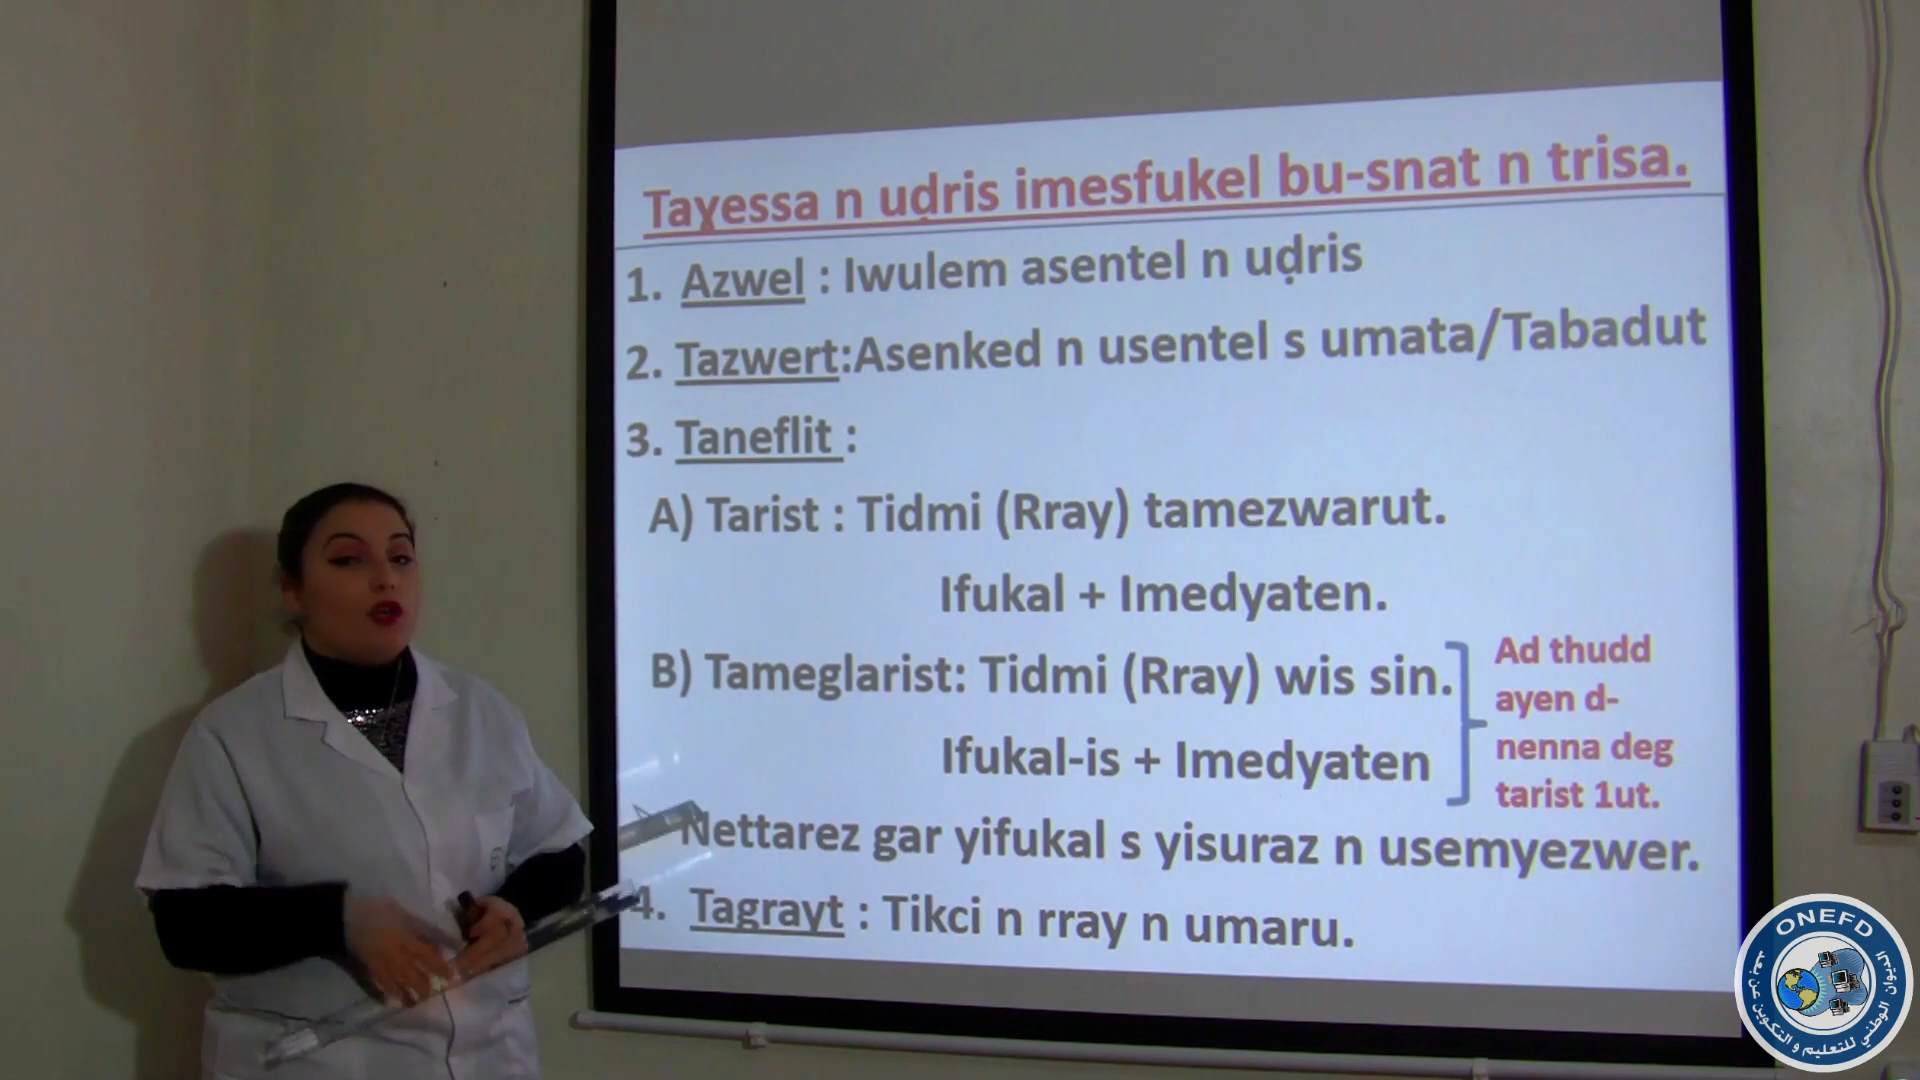 Taɣessa n uḍris imesfukel bu-snat n trisa.
1. Azwel : Iwulem asentel n uḍris
2. Tazwert:Asenked n usentel s umata/Tabadut
3. Taneflit :
A) Tarist : Tidmi (Rray) tamezwarut.
Ifukal + Imedyaten.
B) Tameglarist: Tidmi (Rray) wis sin.
Ifukal-is + Imedyaten
Ad thudd
ayen d-
nenna deg
tarist 1ut.
Nettarez gar yifukal s yisuraz n usemyezwer.
4. Tagrayt : Tikci n rray n umaru.
ONEFD
الديوان الوطني للتعليم و التكوين عن بعد